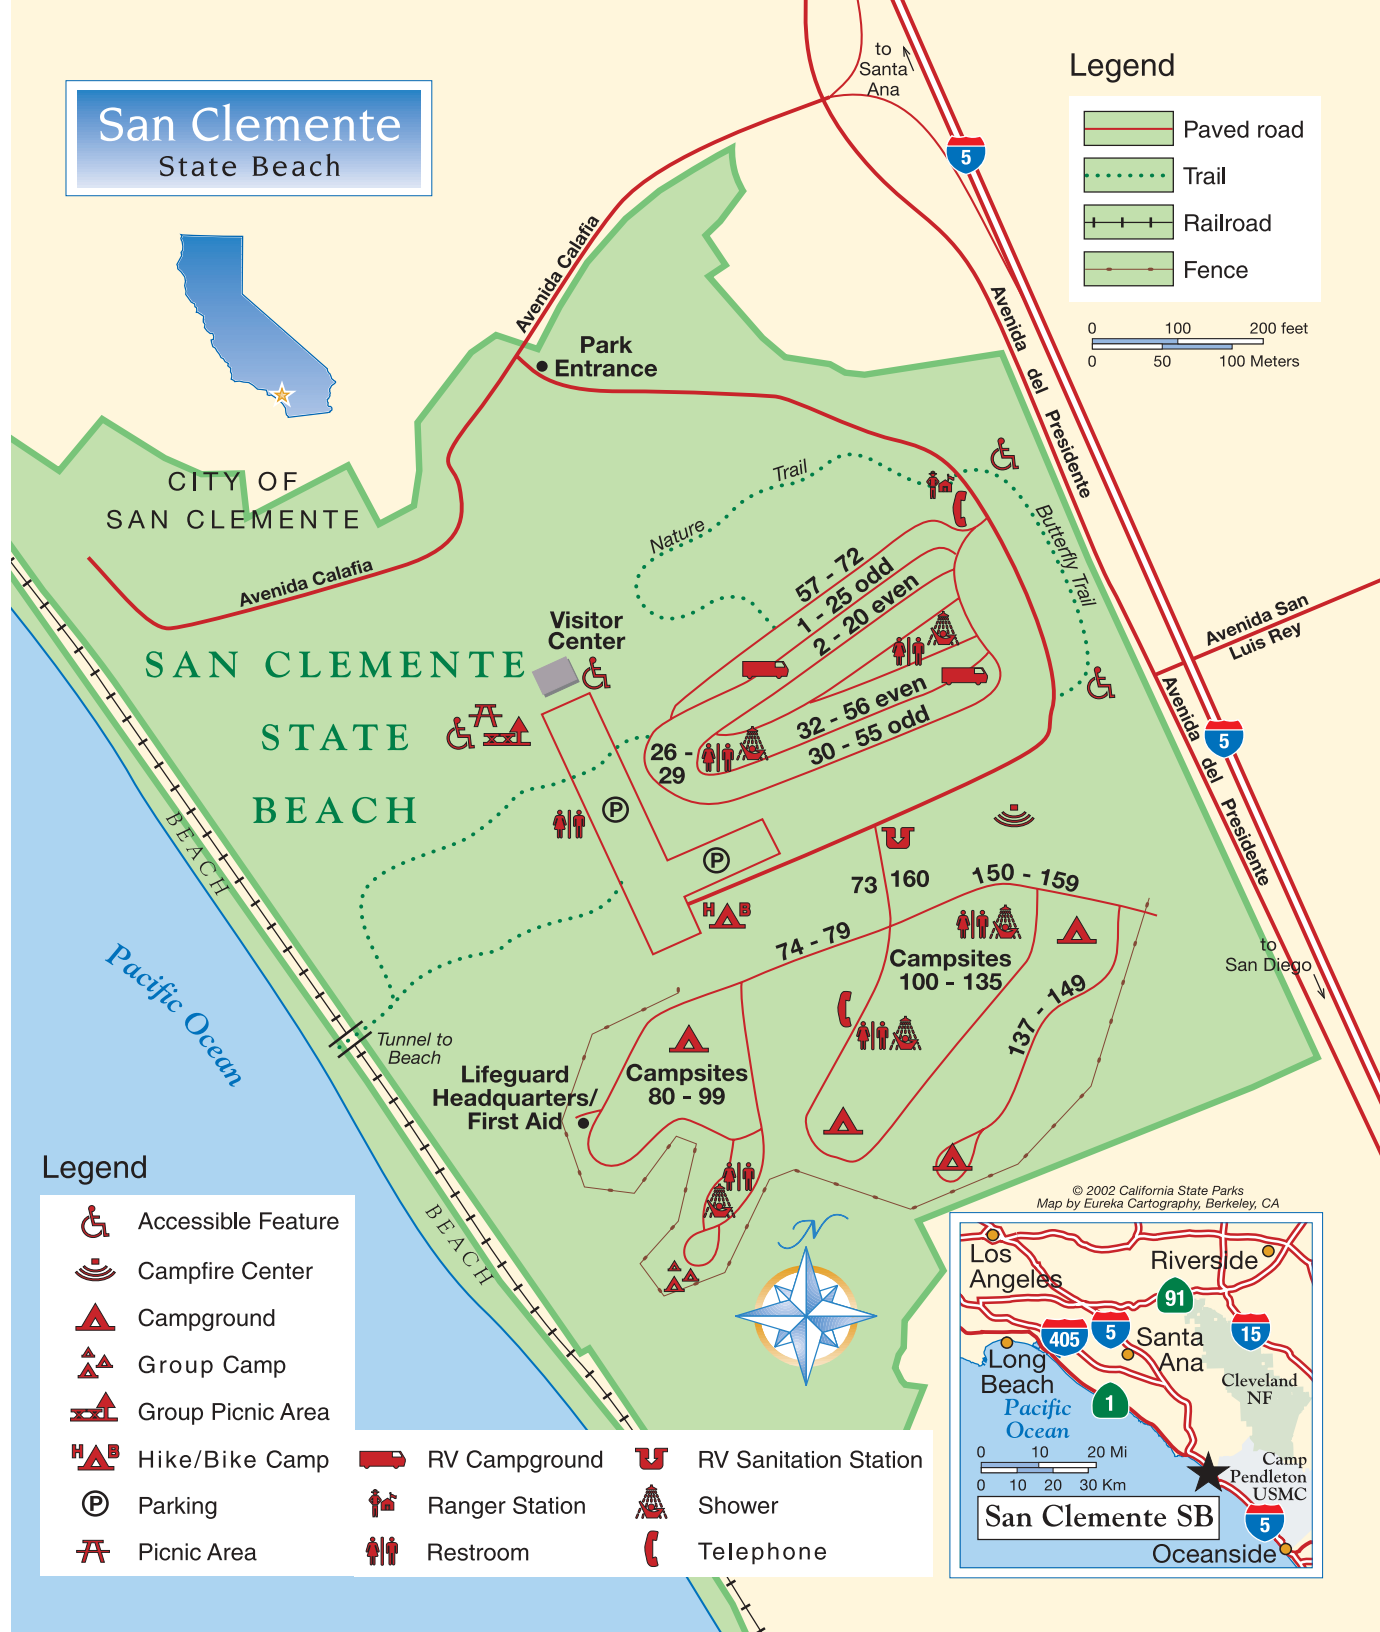 San Clemente
State Beach
to
Santa
Ana
5
Legend
Paved road
Trail
Railroad
Fence
0 100 200 feet
0 50 100 Meters
Avenida Calafia
Park
Entrance
Avenida del Presidente
CITY OF
SAN CLEMENTE
Avenida Calafia
Nature Trail
Butterfly Trail
57 - 72
1 - 25 odd
2 - 20 even
32 - 56 even
30 - 55 odd
26 -
29
Visitor
Center
Avenida San
Luis Rey
5
Avenida del Presidente
SAN CLEMENTE
STATE
BEACH
BEACH
P
P
73
160
150 - 159
H B
74 - 79
Campsites
100 - 135
137 - 149
to
San Diego
Pacific Ocean
Tunnel to
Beach
Lifeguard
Headquarters/
First Aid
Campsites
80 - 99
BEACH
N
© 2002 California State Parks
Map by Eureka Cartography, Berkeley, CA
Legend
Accessible Feature
Campfire Center
Campground
Group Camp
Group Picnic Area
H B Hike/Bike Camp
P Parking
Picnic Area
RV Campground
Ranger Station
Restroom
RV Sanitation Station
Shower
Telephone
Los
Angeles
Riverside
91
405
5
15
Santa
Ana
Long
Beach
Cleveland
NF
1
Pacific
Ocean
0 10 20 Mi
0 10 20 30 Km
Camp
Pendleton
USMC
San Clemente SB
5
Oceanside